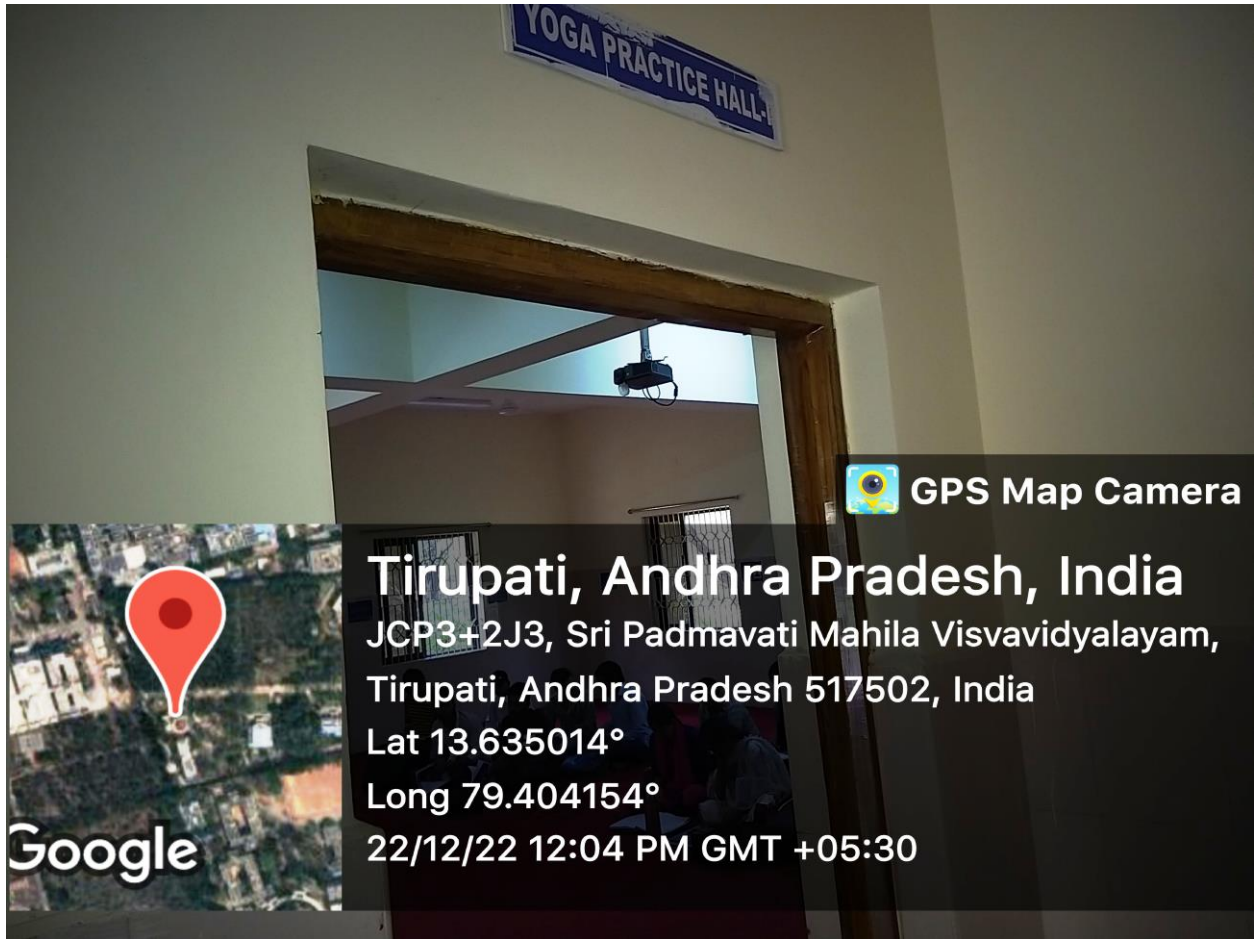 YOGA PRACTICE HALL-I
GPS Map Camera
Tirupati, Andhra Pradesh, India
JCP3+2J3, Sri Padmavati Mahila Visvavidyalayam,
Tirupati, Andhra Pradesh 517502, India
Lat 13.635014°
Long 79.404154°
22/12/22 12:04 PM GMT +05:30
Google